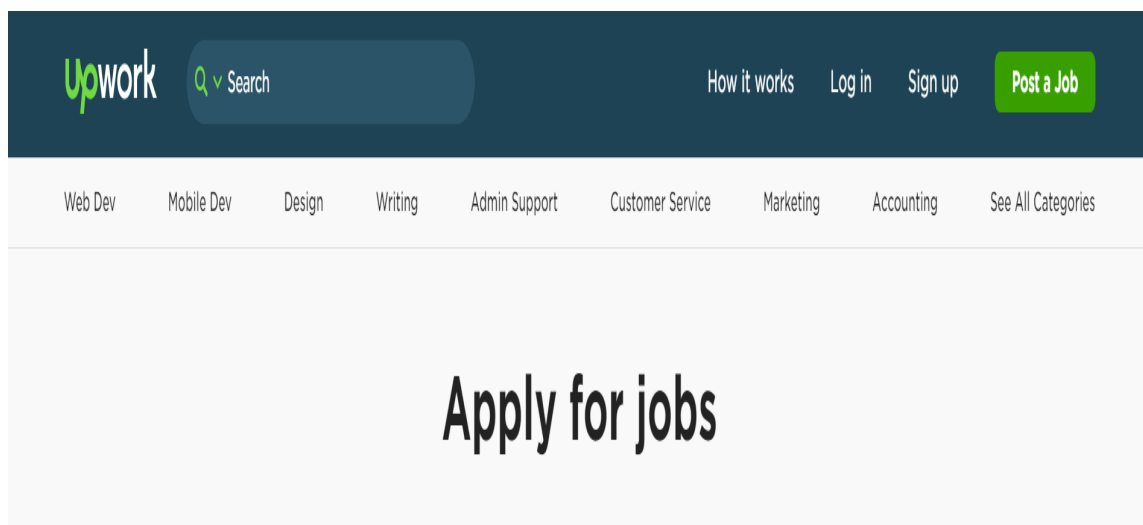 Upwork Search How it works Log in Sign up Post a Job
Web Dev Mobile Dev Design Writing Admin Support Customer Service Marketing Accounting See All Categories
Apply for jobs